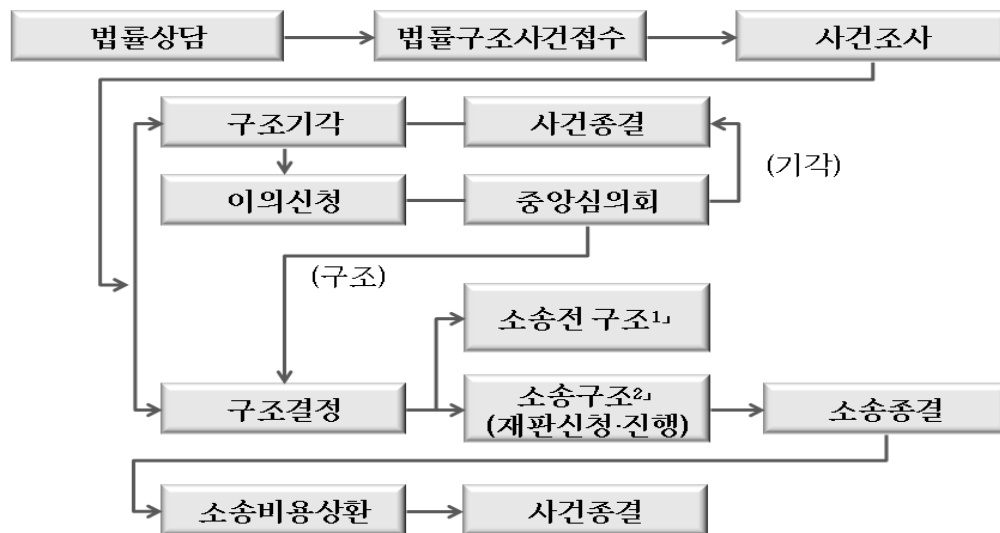 법률상담
법률구조사건접수
사건조사
구조기각
사건종결
(기각)
이의신청
중앙심의회
(구조)
소송전 구조¹」
구조결정
소송구조²」
(재판신청·진행)
소송종결
소송비용상환
사건종결